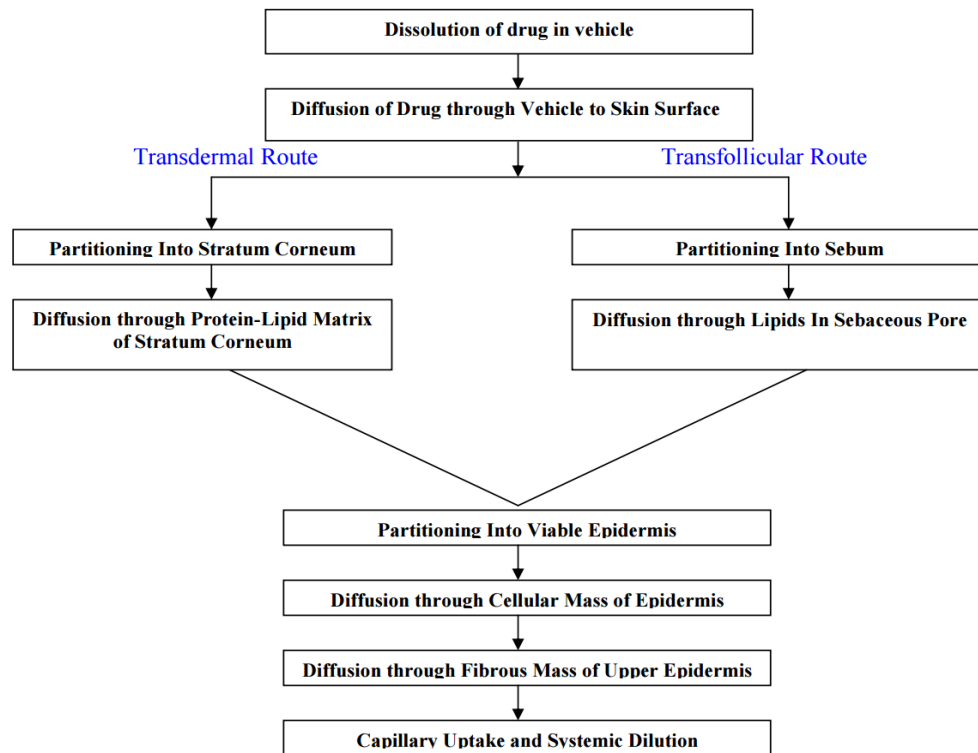 Dissolution of drug in vehicle
Diffusion of Drug through Vehicle to Skin Surface
Transdermal Route
Transfollicular Route
Partitioning Into Stratum Corneum
Partitioning Into Sebum
Diffusion through Protein-Lipid Matrix
of Stratum Corneum
Diffusion through Lipids In Sebaceous Pore
Partitioning Into Viable Epidermis
Diffusion through Cellular Mass of Epidermis
Diffusion through Fibrous Mass of Upper Epidermis
Capillary Uptake and Systemic Dilution